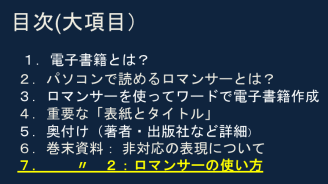 目次(大項目）
１．電子書籍とは？
２．パソコンで読めるロマンサーとは？
３．ロマンサーを使ってワードで電子書籍作成
４．重要な「表紙とタイトル」
５．奥付け（著者・出版社など詳細)
６．巻末資料：非対応の表現について
７．　　〃　２：ロマンサーの使い方